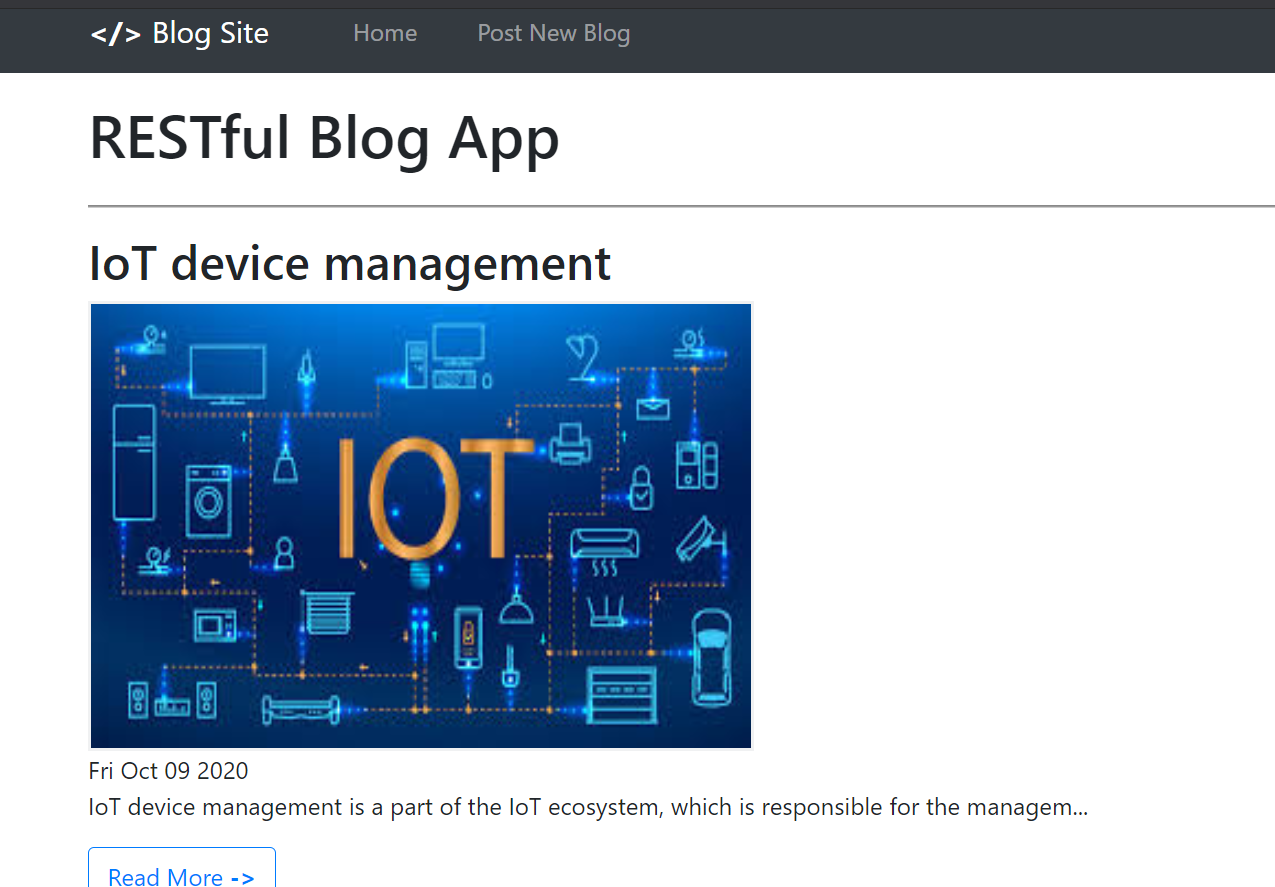 </> Blog Site Home Post New Blog
RESTful Blog App
IoT device management
IOT
Fri Oct 09 2020
IoT device management is a part of the IoT ecosystem, which is responsible for the managem...
Read More ->